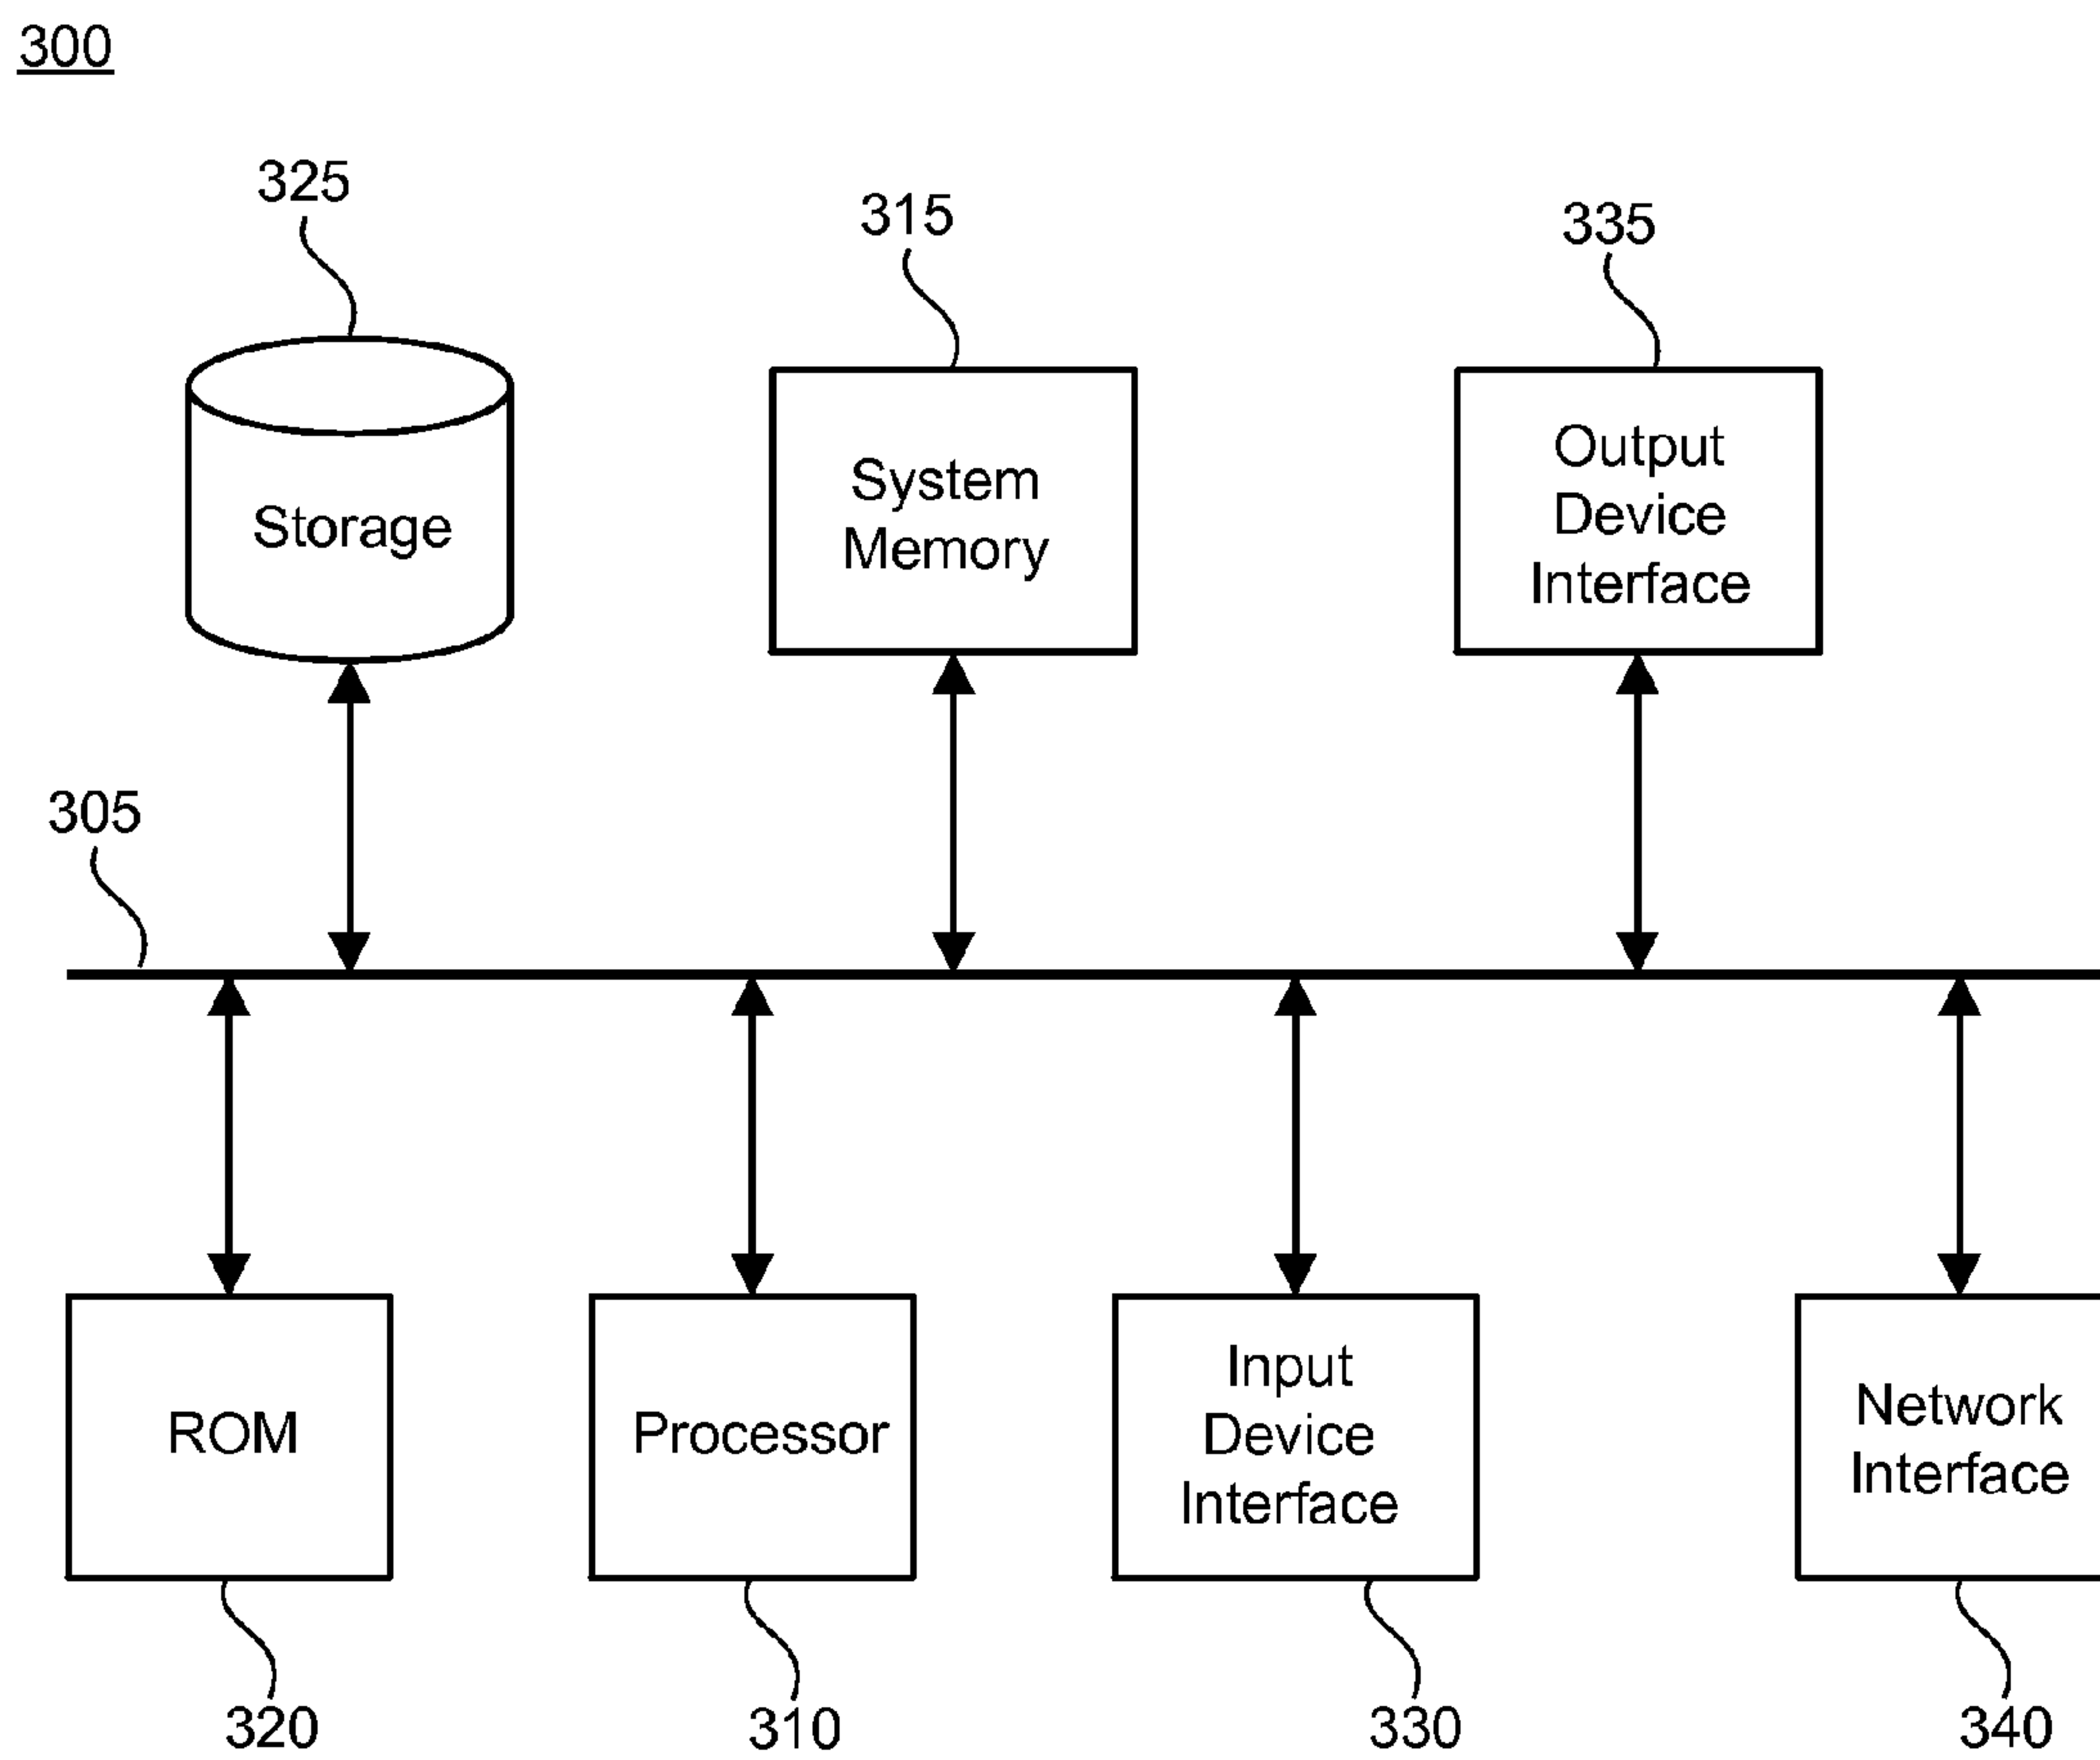 300
325
315
335
Storage
System
Memory
Output
Device
Interface
305
ROM
Processor
Input
Device
Interface
Network
Interface
320
310
330
340